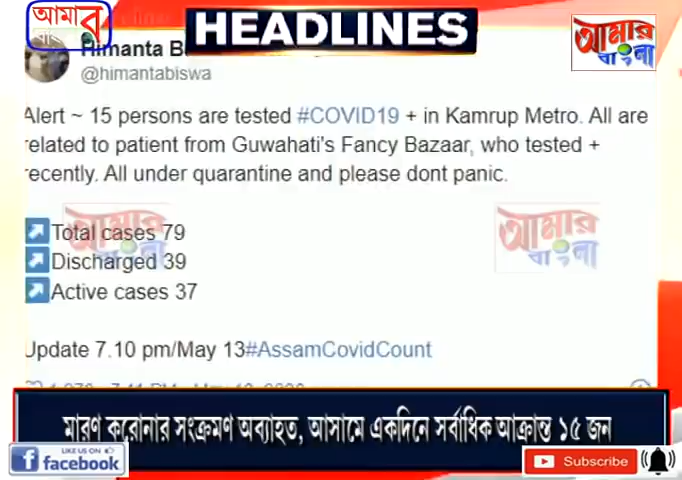 আমার
HEADLINES
আমার
বাংলা
Himanta
@himantabiswa
Alert ~ 15 persons are tested #COVID19 + in Kamrup Metro. All are
related to patient from Guwahati's Fancy Bazaar, who tested +
recently. All under quarantine and please dont panic.
আমার
বাংলা
আমার
বাংলা
Total cases 79
Discharged 39
Active cases 37
Update 7.10 pm/May 13#AssamCovidCount
মারণ করোনার সংক্রমণ অব্যাহত, আসামে একদিনে সর্বাধিক আক্রান্ত ১৫ জন
LIKE US ON
facebook
Subscribe